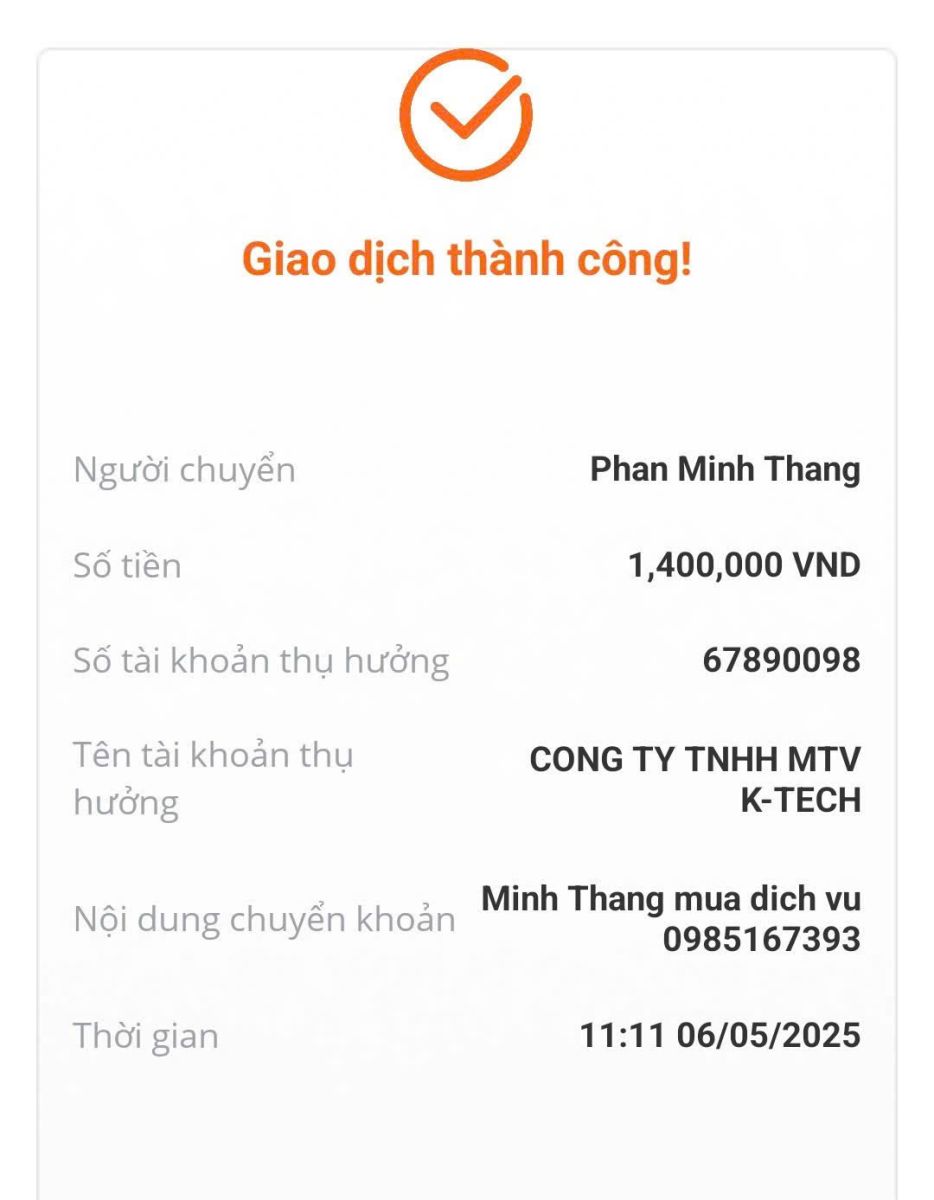 Giao dịch thành công!
Người chuyển
Phan Minh Thang
Số tiền
1,400,000 VND
Số tài khoản thụ hưởng
67890098
Tên tài khoản thụ
hưởng
CONG TY TNHH MTV
K-TECH
Nội dung chuyển khoản
Minh Thang mua dich vu
0985167393
Thời gian
11:11 06/05/2025